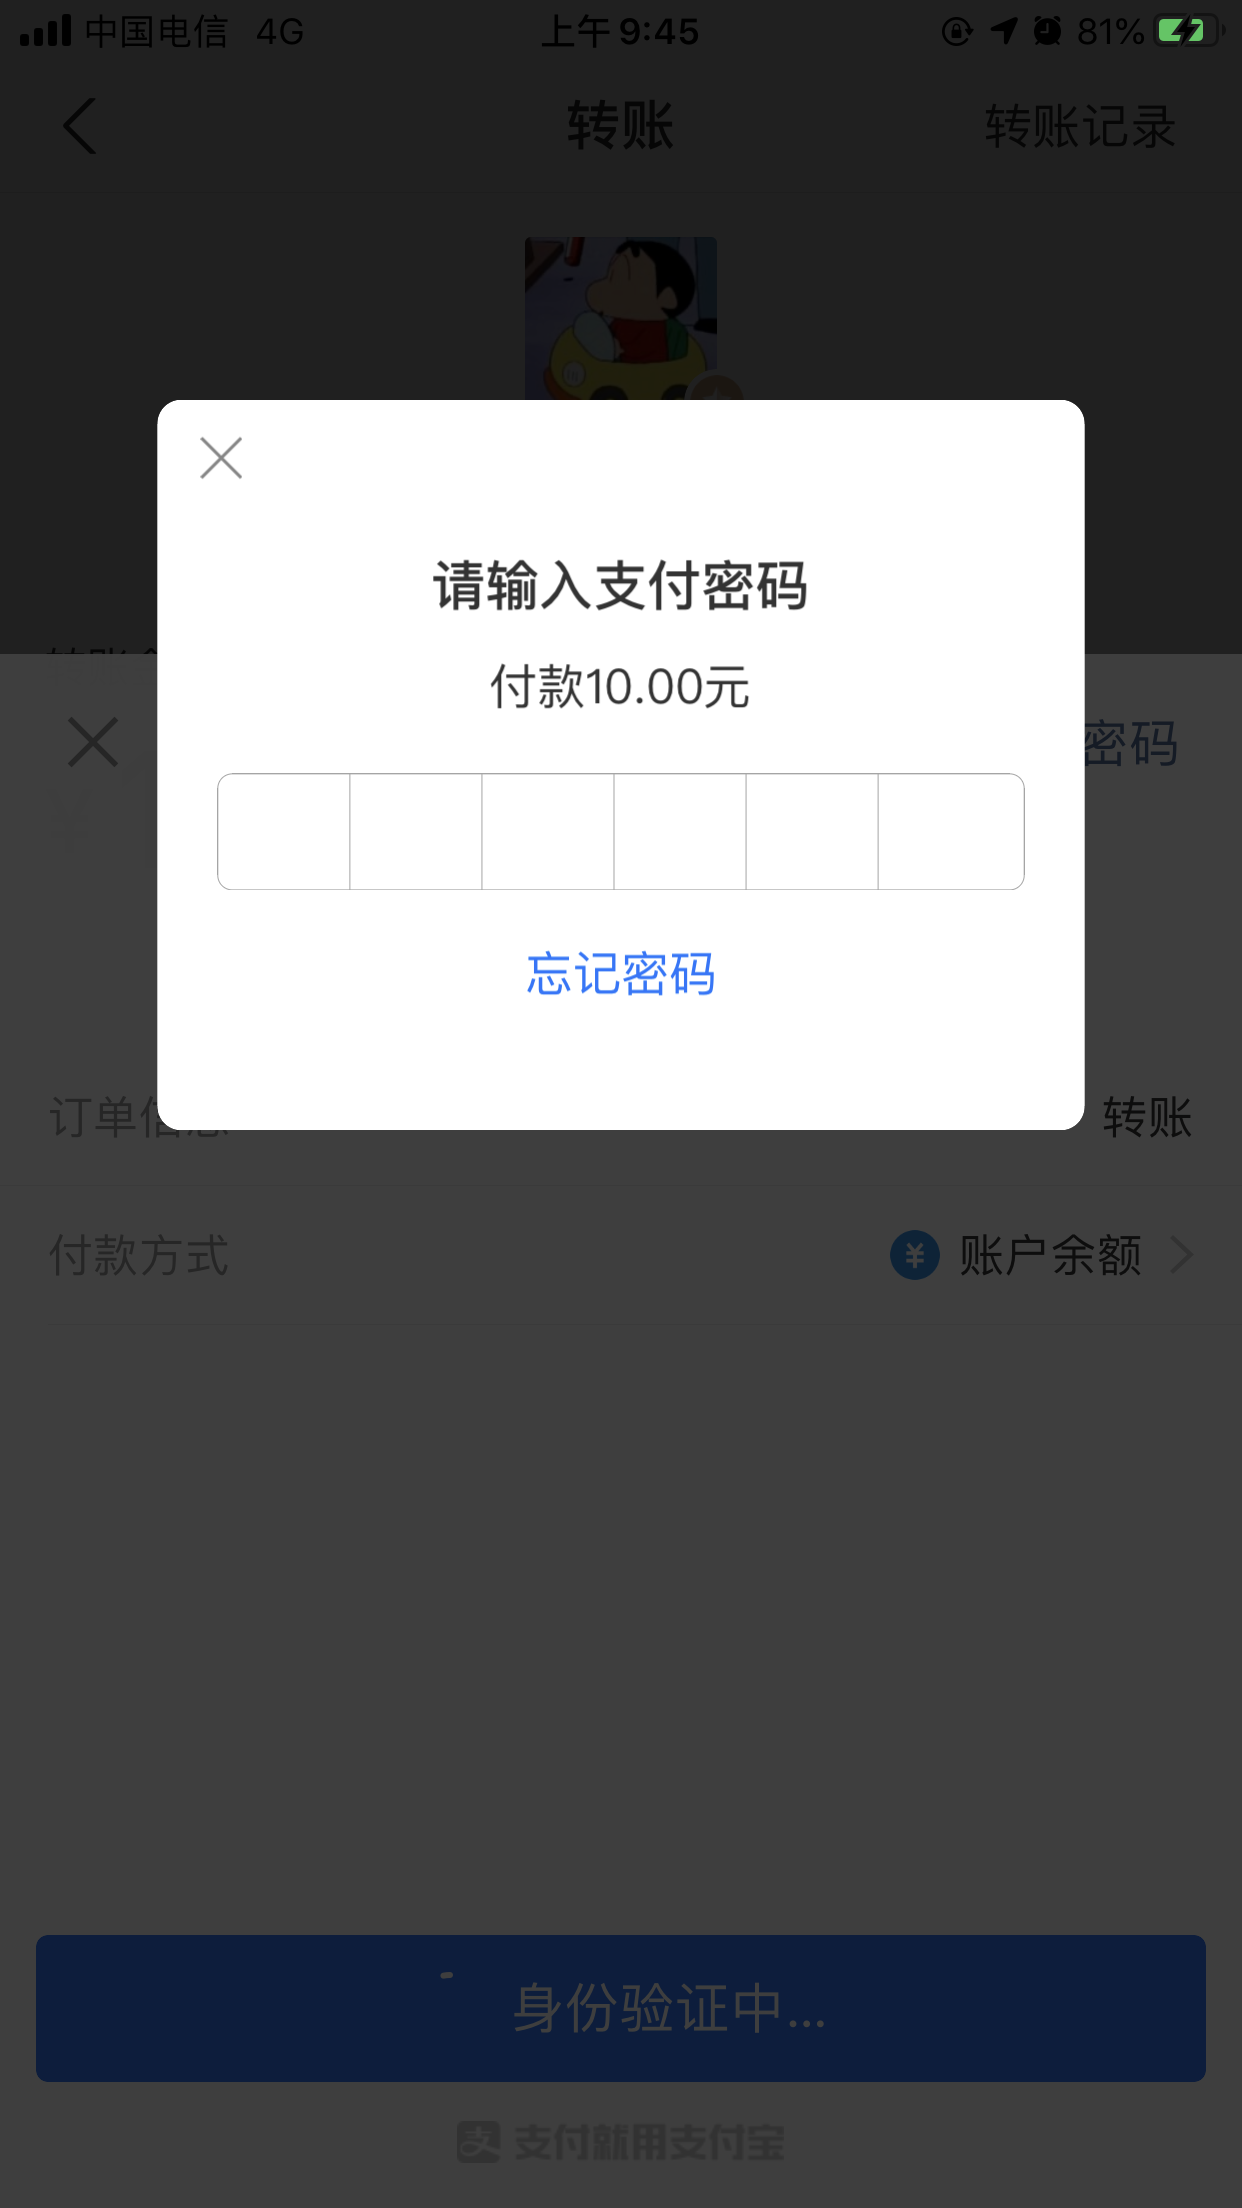 中国电信 4G 上午 9:45 81%
转账 转账记录
请输入支付密码
付款10.00元
密码
忘记密码
订单信息 转账
付款方式 ¥ 账户余额
身份验证中...
支 支付就用支付宝